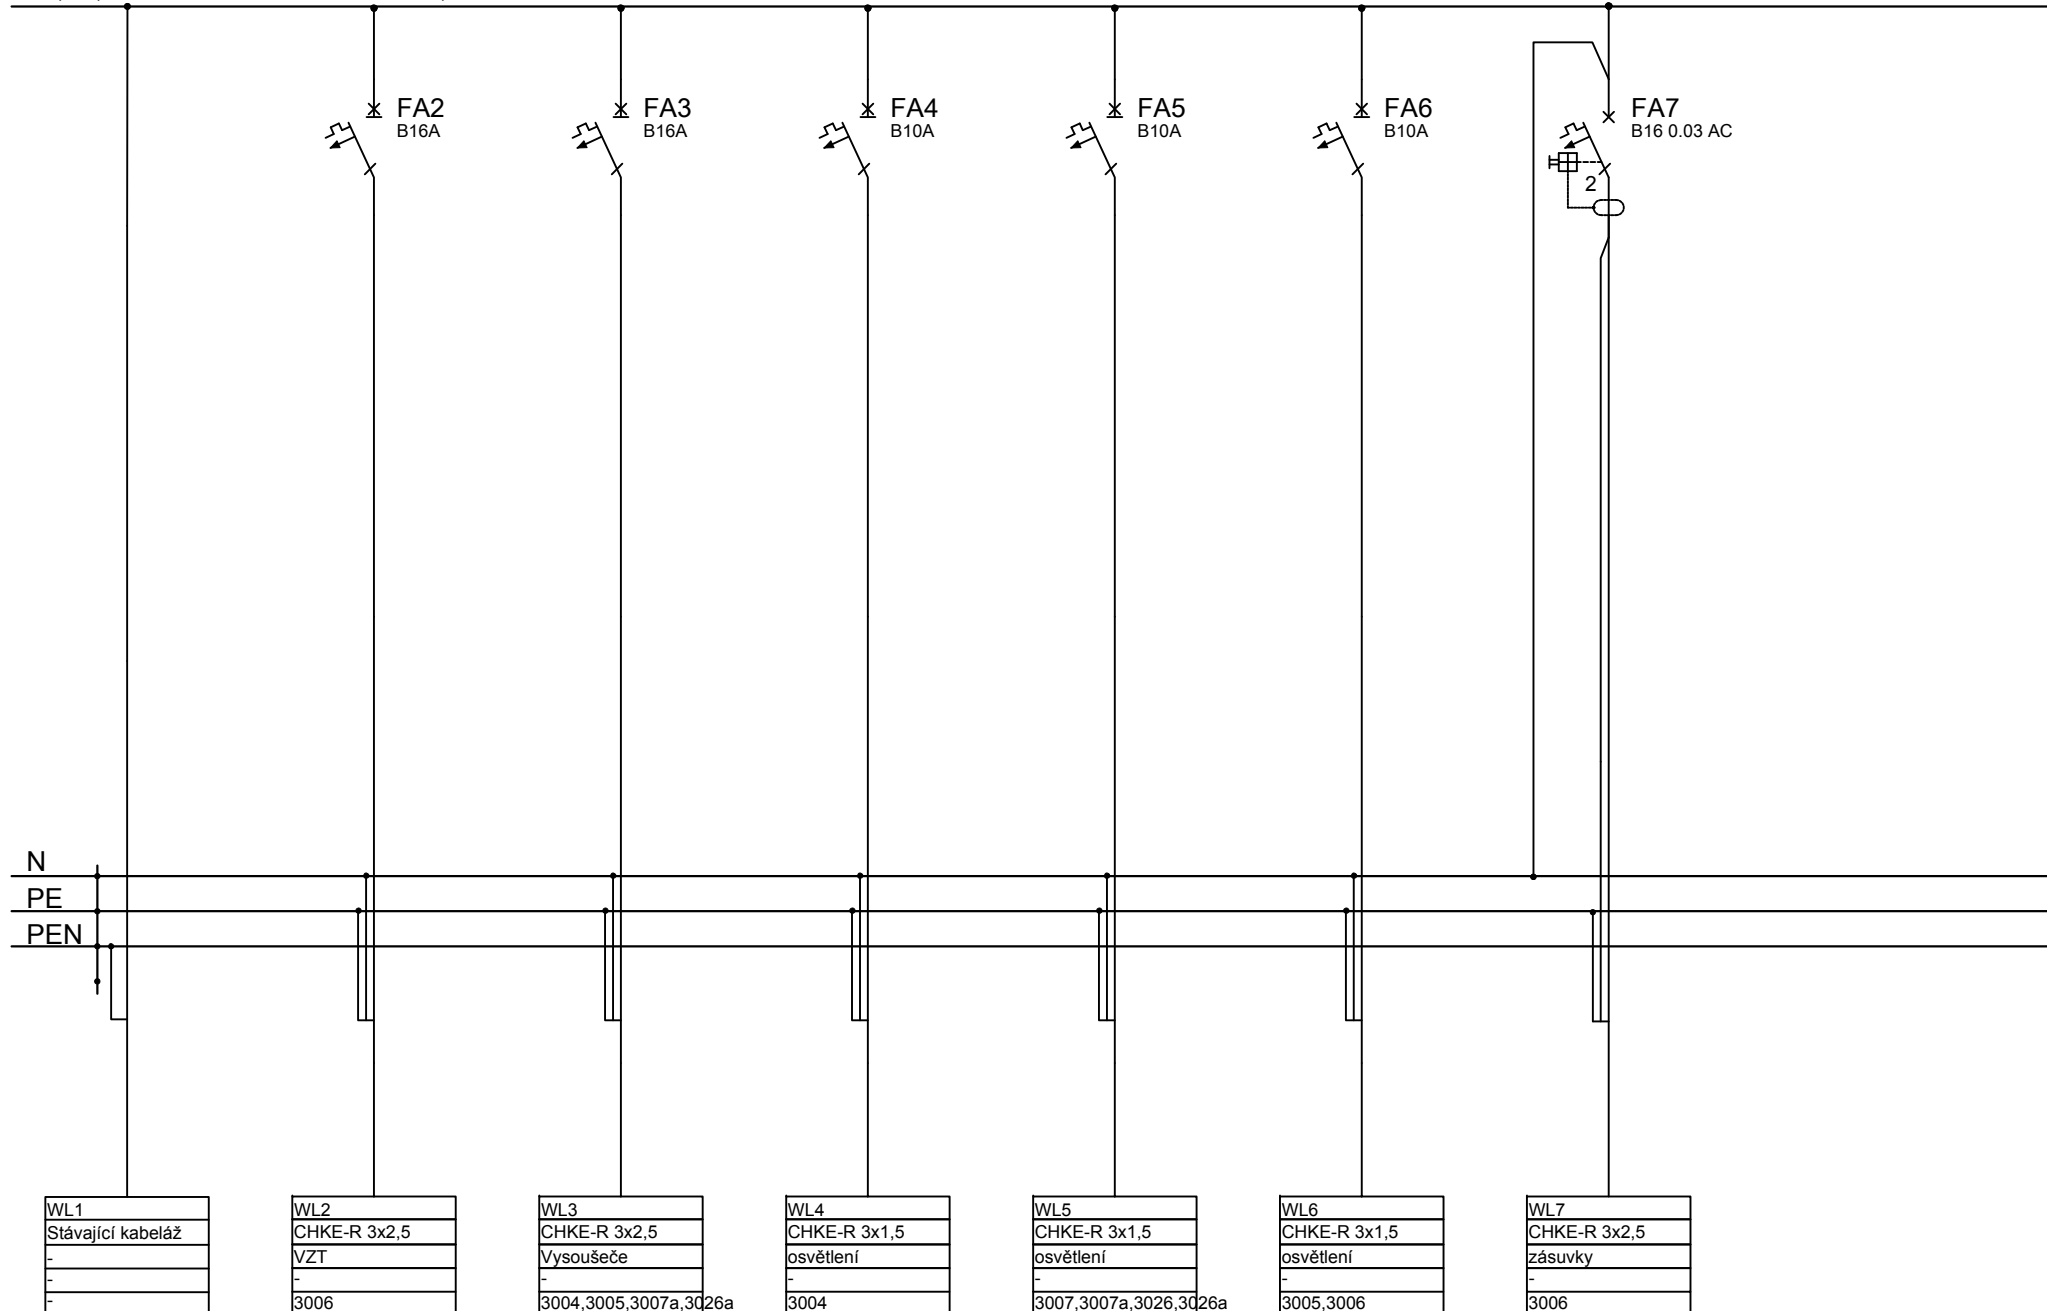 FA2
B16A
FA3
B16A
FA4
B10A
FA5
B10A
FA6
B10A
FA7
B16 0.03 AC
2
N
PE
PEN
WL1
Stávající kabeláž
-
-
-
WL2
CHKE-R 3x2,5
VZT
-
3006
WL3
CHKE-R 3x2,5
Vysoušeče
-
3004,3005,3007a,3026a
WL4
CHKE-R 3x1,5
osvětlení
-
3004
WL5
CHKE-R 3x1,5
osvětlení
-
3007,3007a,3026,3026a
WL6
CHKE-R 3x1,5
osvětlení
-
3005,3006
WL7
CHKE-R 3x2,5
zásuvky
-
3006